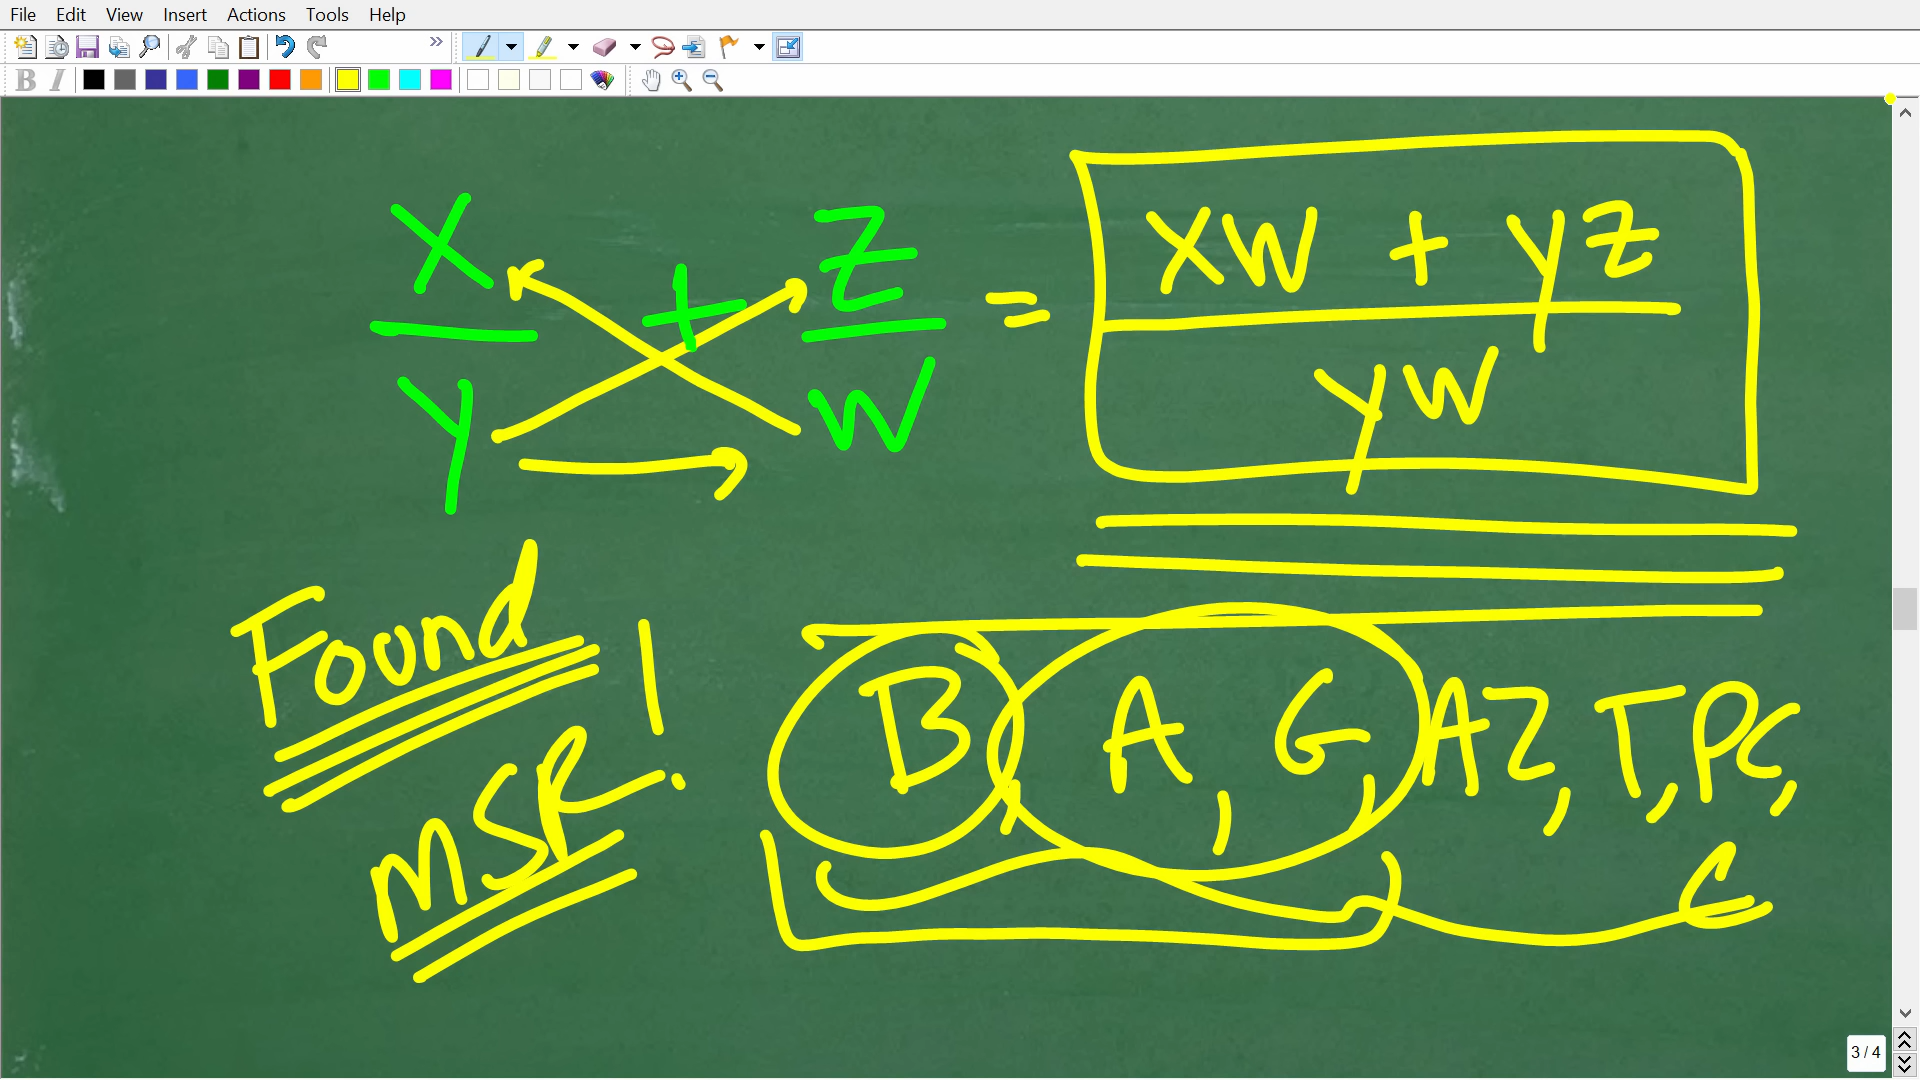 File Edit View Insert Actions Tools Help
B I
X/Y + Z/W = XW + YZ / YW
Found !
MSR
B, A, G, AZ, T, PC,
C
3 / 4